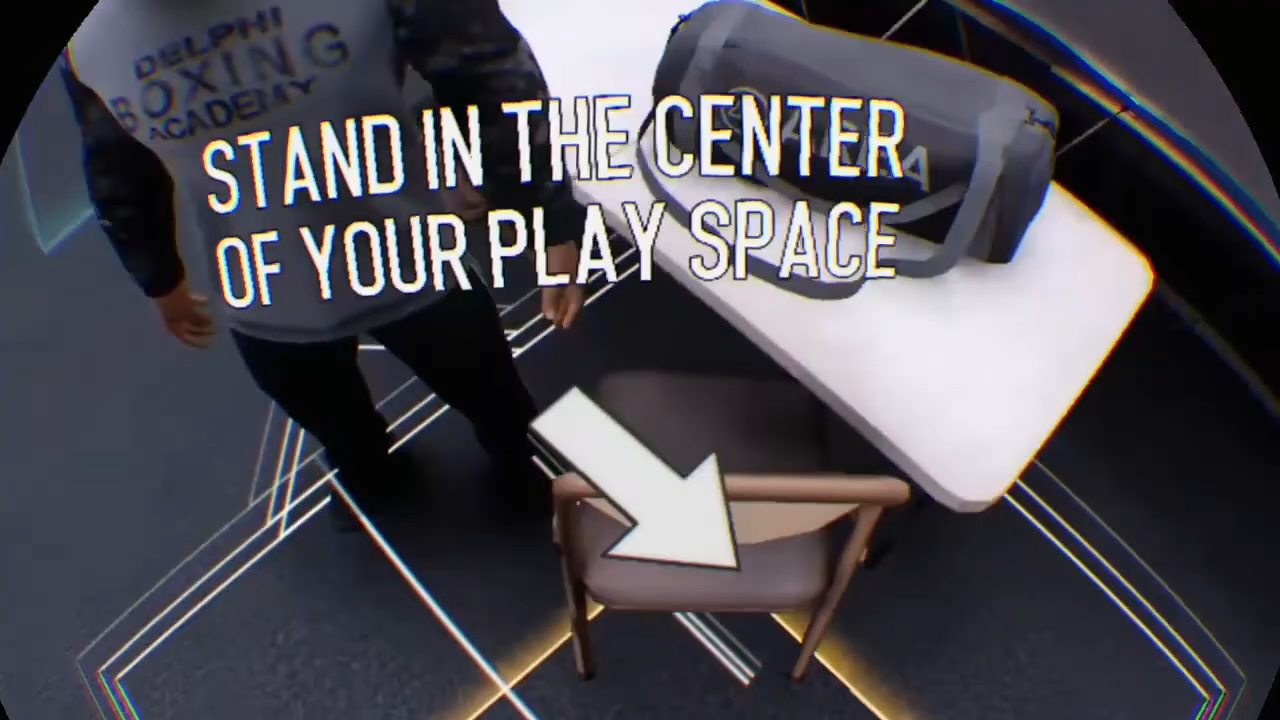 DELPHI
BOXING
ACADEMY
STAND IN THE CENTER
OF YOUR PLAY SPACE